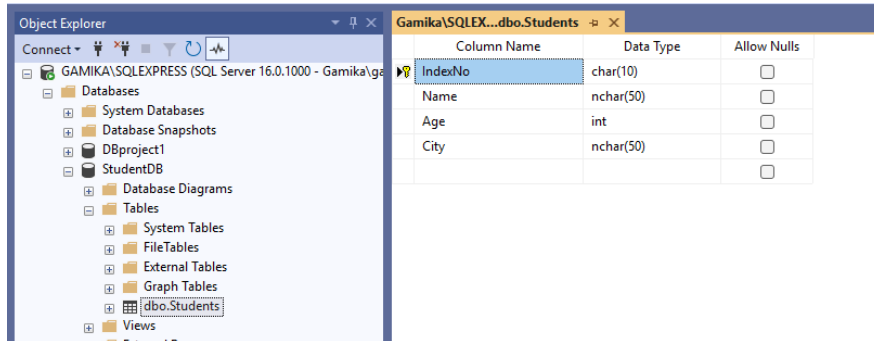 Object Explorer
Connect
GAMIKA\SQLEXPRESS (SQL Server 16.0.1000 - Gamika\ga
Databases
System Databases
Database Snapshots
DBproject1
StudentDB
Database Diagrams
Tables
System Tables
FileTables
External Tables
Graph Tables
dbo.Students
Views
Gamika\SQLEX...dbo.Students
Column Name Data Type Allow Nulls
IndexNo char(10)
Name nchar(50)
Age int
City nchar(50)